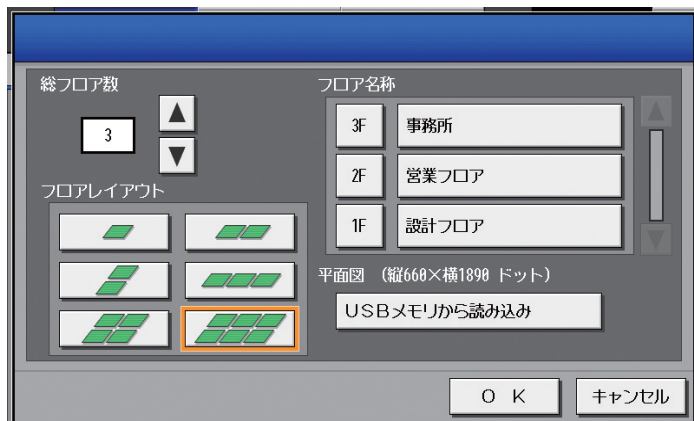 総フロア数
3
フロアレイアウト
フロア名称
3F 事務所
2F 営業フロア
1F 設計フロア
平面図 （縦660×横1890 ドット）
USBメモリから読み込み
OK キャンセル